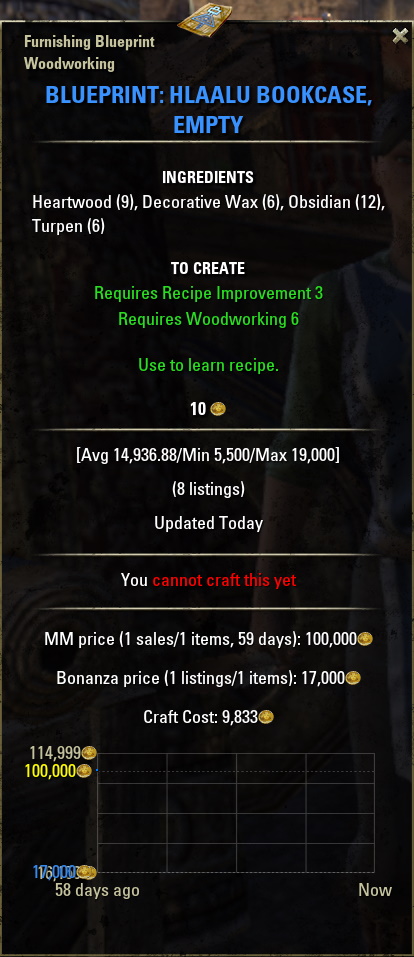 Furnishing Blueprint
Woodworking
BLUEPRINT: HLAALU BOOKCASE,
EMPTY
INGREDIENTS
Heartwood (9), Decorative Wax (6), Obsidian (12),
Turpen (6)
TO CREATE
Requires Recipe Improvement 3
Requires Woodworking 6
Use to learn recipe.
10
[Avg 14,936.88/Min 5,500/Max 19,000]
(8 listings)
Updated Today
You cannot craft this yet
MM price (1 sales/1 items, 59 days): 100,000
Bonanza price (1 listings/1 items): 17,000
Craft Cost: 9,833
114,999
100,000
17,000
58 days ago Now